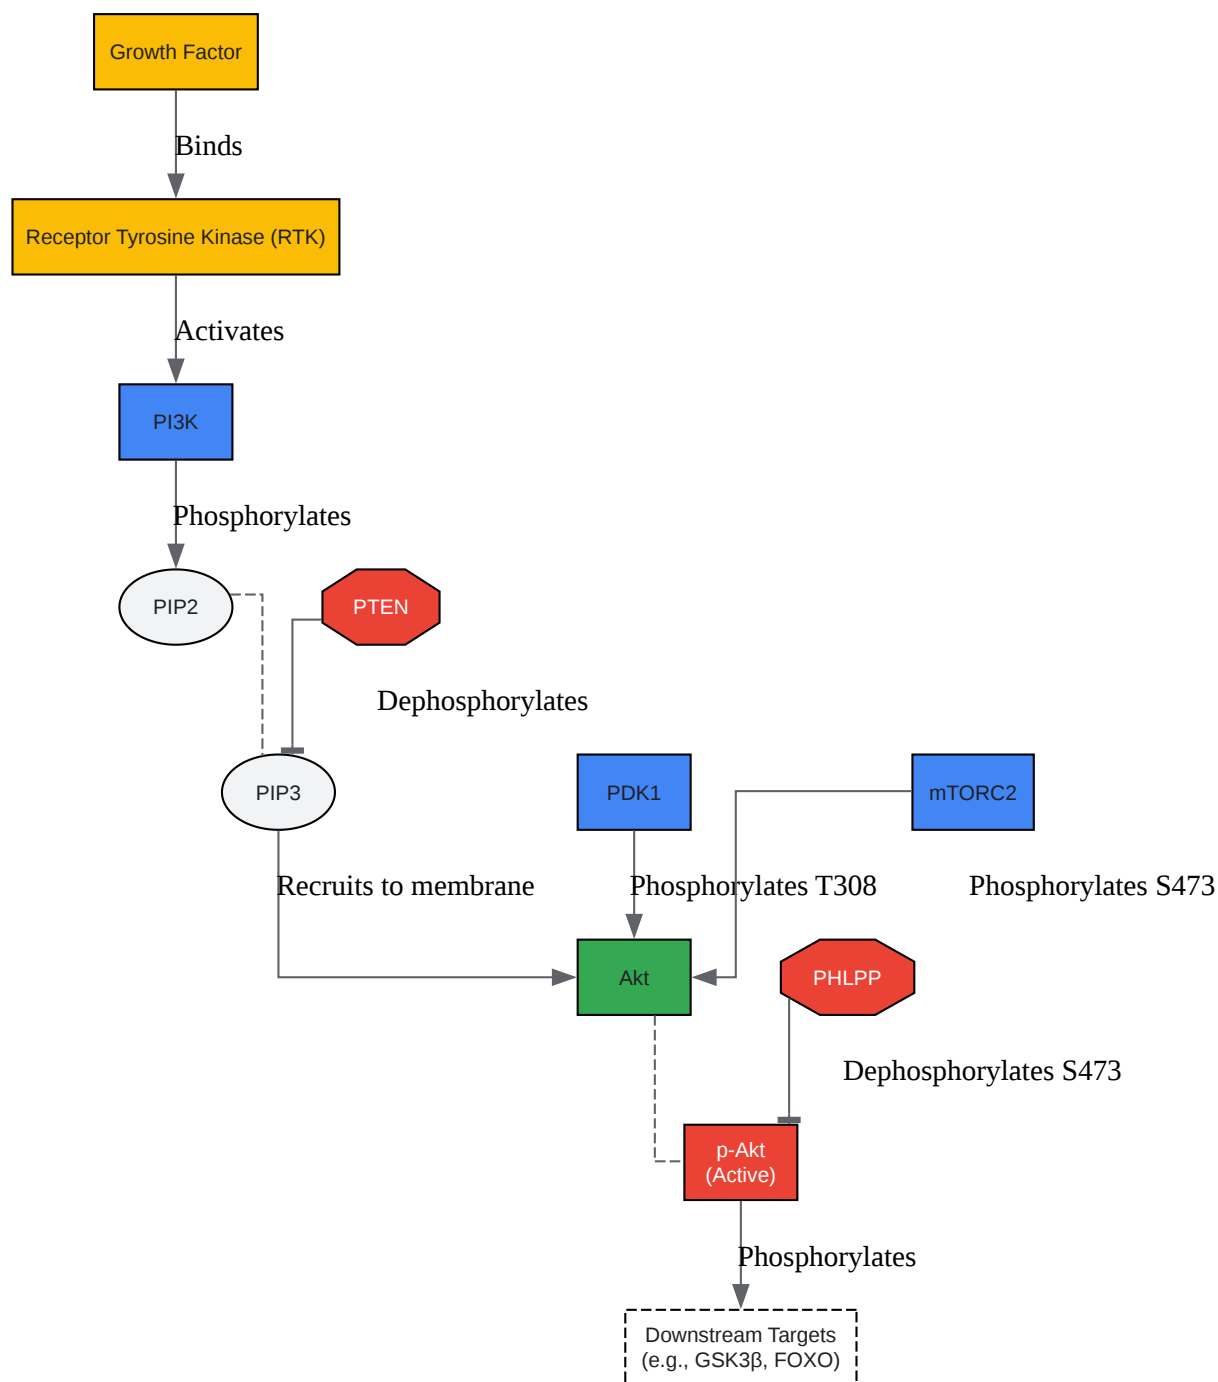 Growth Factor
Binds
Receptor Tyrosine Kinase (RTK)
Activates
PI3K
Phosphorylates
PIP2
PTEN
Dephosphorylates
PIP3
PDK1
mTORC2
Recruits to membrane
Phosphorylates T308
Phosphorylates S473
Akt
PHLPP
Dephosphorylates S473
p-Akt
(Active)
Phosphorylates
Downstream Targets
(e.g., GSK3β, FOXO)